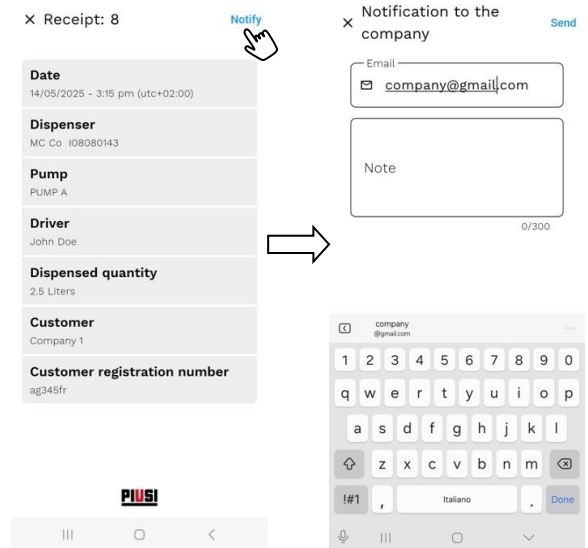 × Receipt: 8
Notify
Date
14/05/2025 - 3:15 pm (utc+02:00)
Dispenser
MC Co I08080143
Pump
PUMP A
Driver
John Doe
Dispensed quantity
2.5 Liters
Customer
Company 1
Customer registration number
ag345fr
PIUSI
× Notification to the
company
Send
Email
company@gmail.com
Note
0/300
company
@gmail.com
1 2 3 4 5 6 7 8 9 0
q w e r t y u i o p
a s d f g h j k l
z x c v b n m
!#1 , Italiano . Done